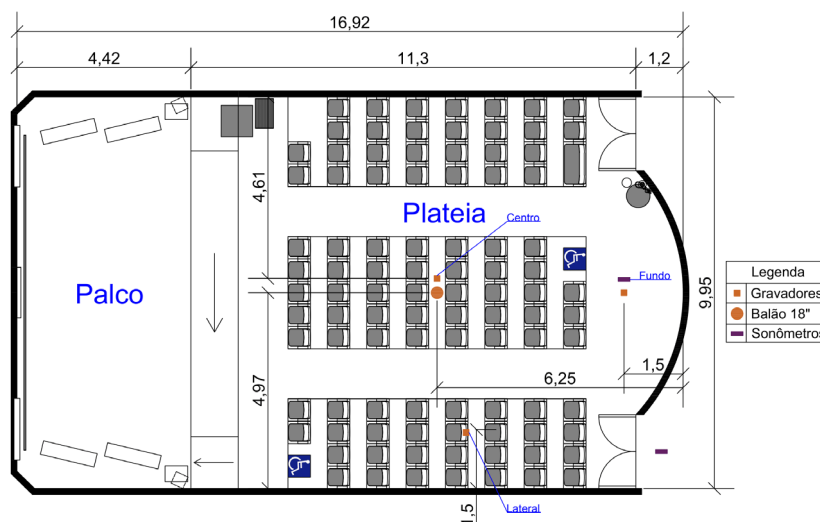 16,92
4,42
11,3
1,2
4,61
Plateia
Centro
Palco
Fundo
9,95
Legenda
Gravadores
Balão 18"
Sonômetros
1,5
6,25
4,97
1,5
Lateral